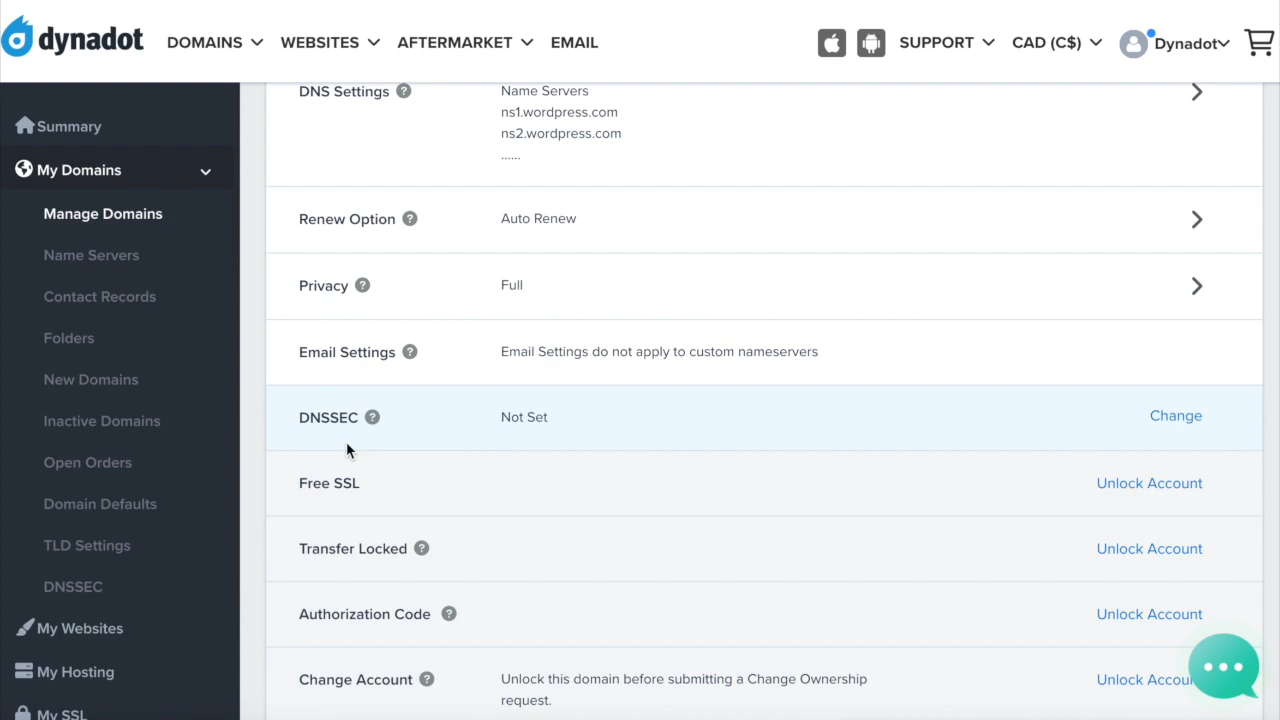 dynadot DOMAINS WEBSITES AFTERMARKET EMAIL SUPPORT CAD (C$) Dynadot
Summary
My Domains
Manage Domains
Name Servers
Contact Records
Folders
New Domains
Inactive Domains
Open Orders
Domain Defaults
TLD Settings
DNSSEC
My Websites
My Hosting
My SSL
DNS Settings ? Name Servers
ns1.wordpress.com
ns2.wordpress.com
......
Renew Option ? Auto Renew
Privacy ? Full
Email Settings ? Email Settings do not apply to custom nameservers
DNSSEC ? Not Set Change
Free SSL Unlock Account
Transfer Locked ? Unlock Account
Authorization Code ? Unlock Account
Change Account ? Unlock this domain before submitting a Change Ownership Unlock
request.